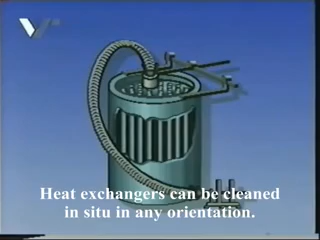 Heat exchangers can be cleaned
in situ in any orientation.